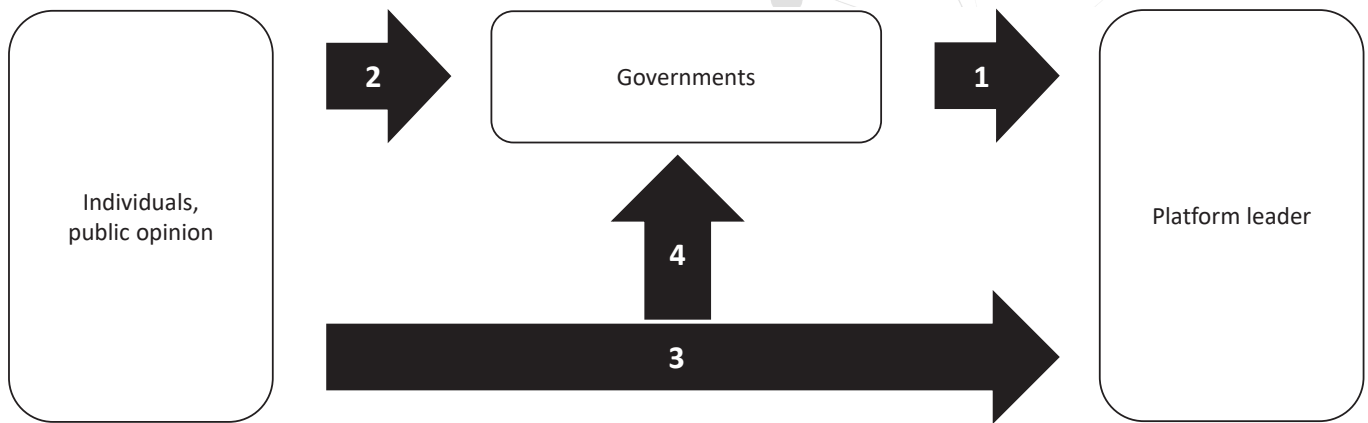 2
Governments
1
Individuals,
public opinion
Platform leader
4
3